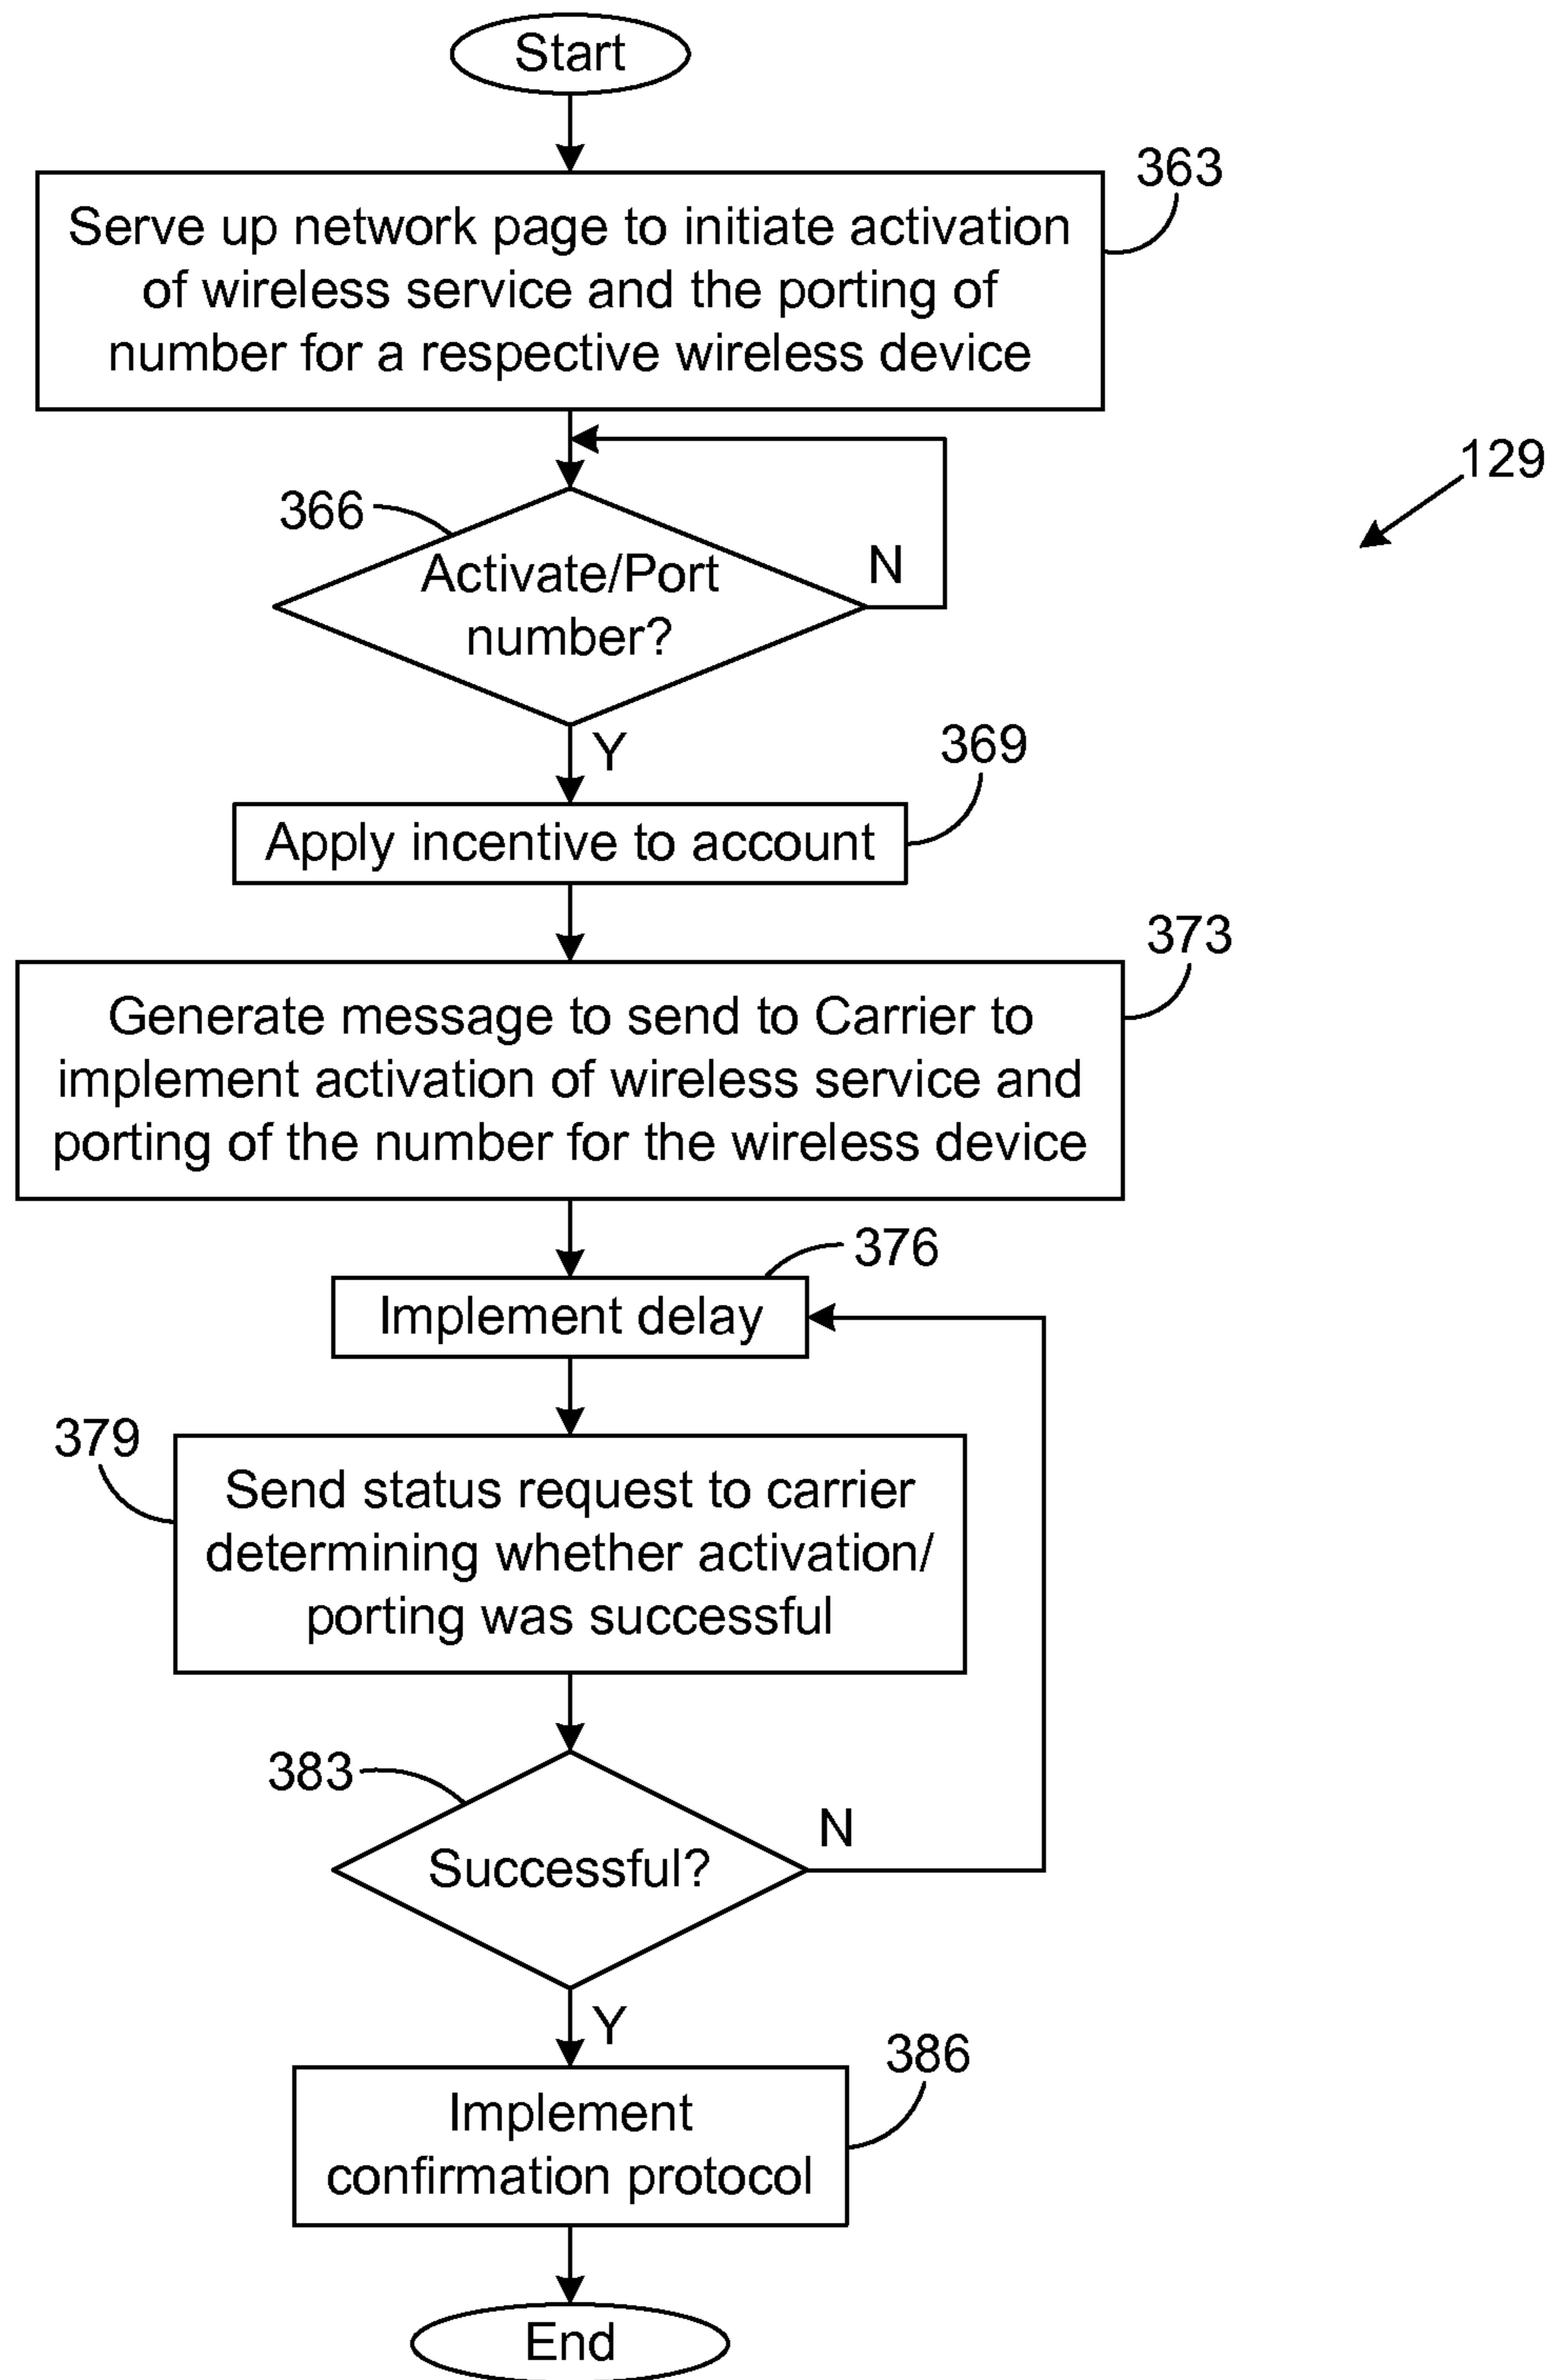 Start
363
Serve up network page to initiate activation
of wireless service and the porting of
number for a respective wireless device
129
366
Activate/Port
number?
N
Y
369
Apply incentive to account
373
Generate message to send to Carrier to
implement activation of wireless service and
porting of the number for the wireless device
376
Implement delay
379
Send status request to carrier
determining whether activation/
porting was successful
383
Successful?
N
Y
386
Implement
confirmation protocol
End